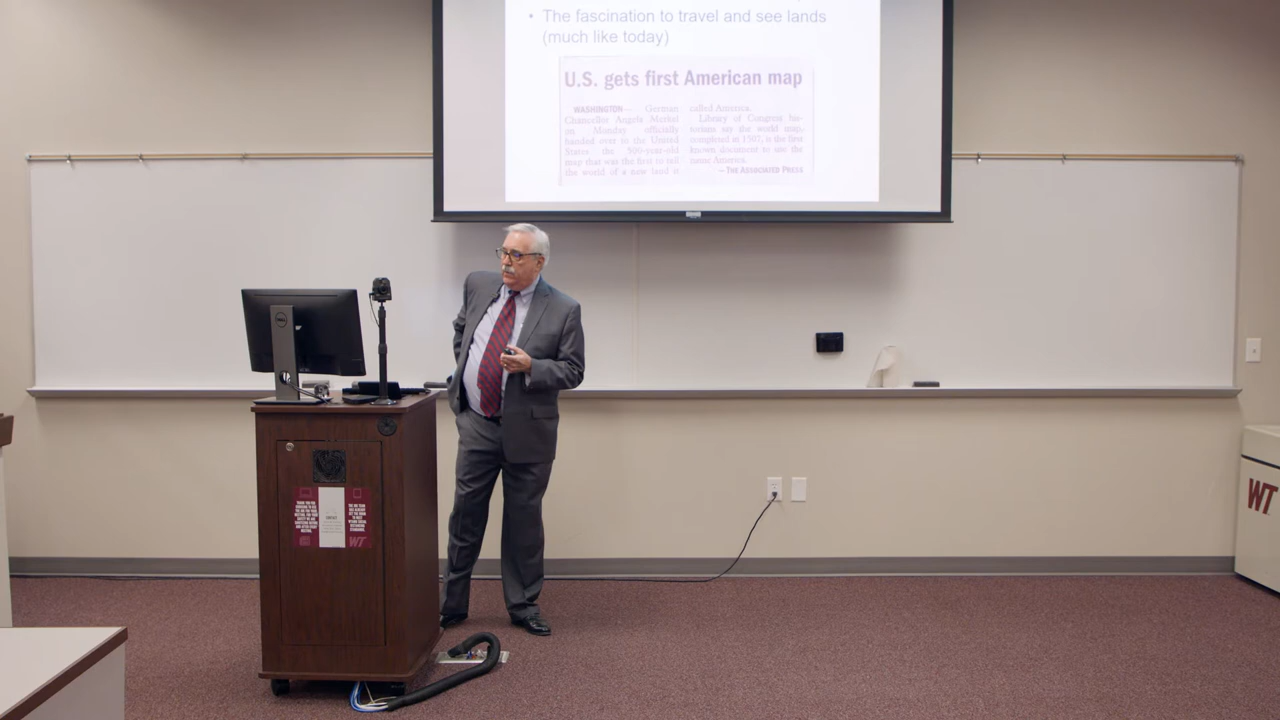 • The fascination to travel and see lands
(much like today)
U.S. gets first American map
WASHINGTON— German
Chancellor Angela Merkel
on Monday officially
handed over to the United
States the 500-year-old
map that was the first to tell
the world of a new land it
called America.
Library of Congress his-
torians say the world map,
completed in 1507, is the first
known document to use the
name America.
—THE ASSOCIATED PRESS
DELL
WT
WT